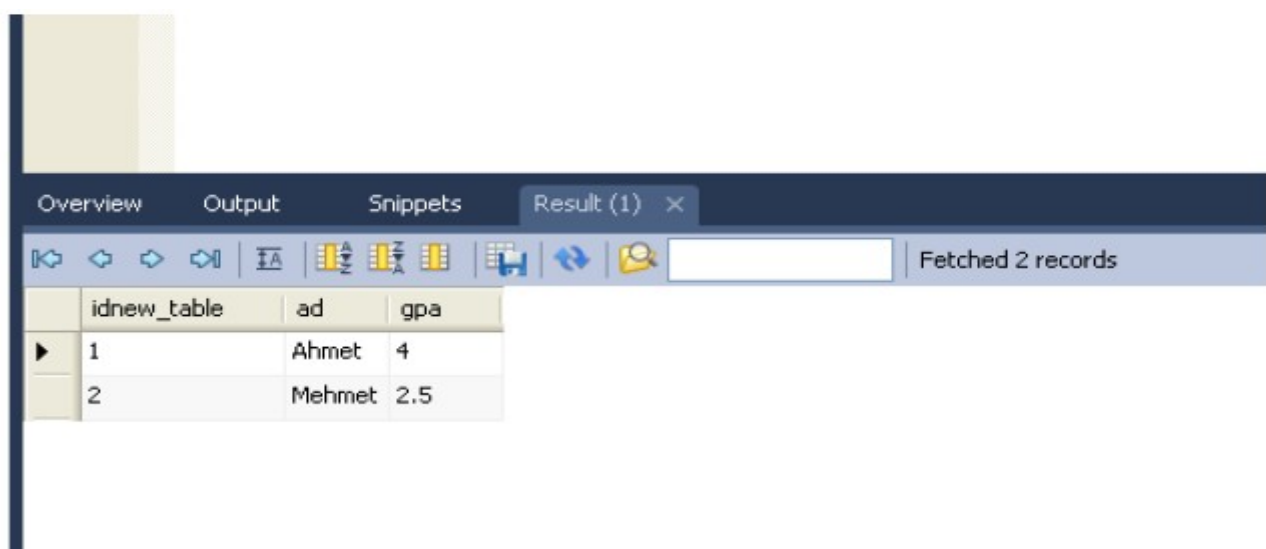 Overview Output Snippets Result (1)
Fetched 2 records
idnew_table ad gpa
1 Ahmet 4
2 Mehmet 2.5